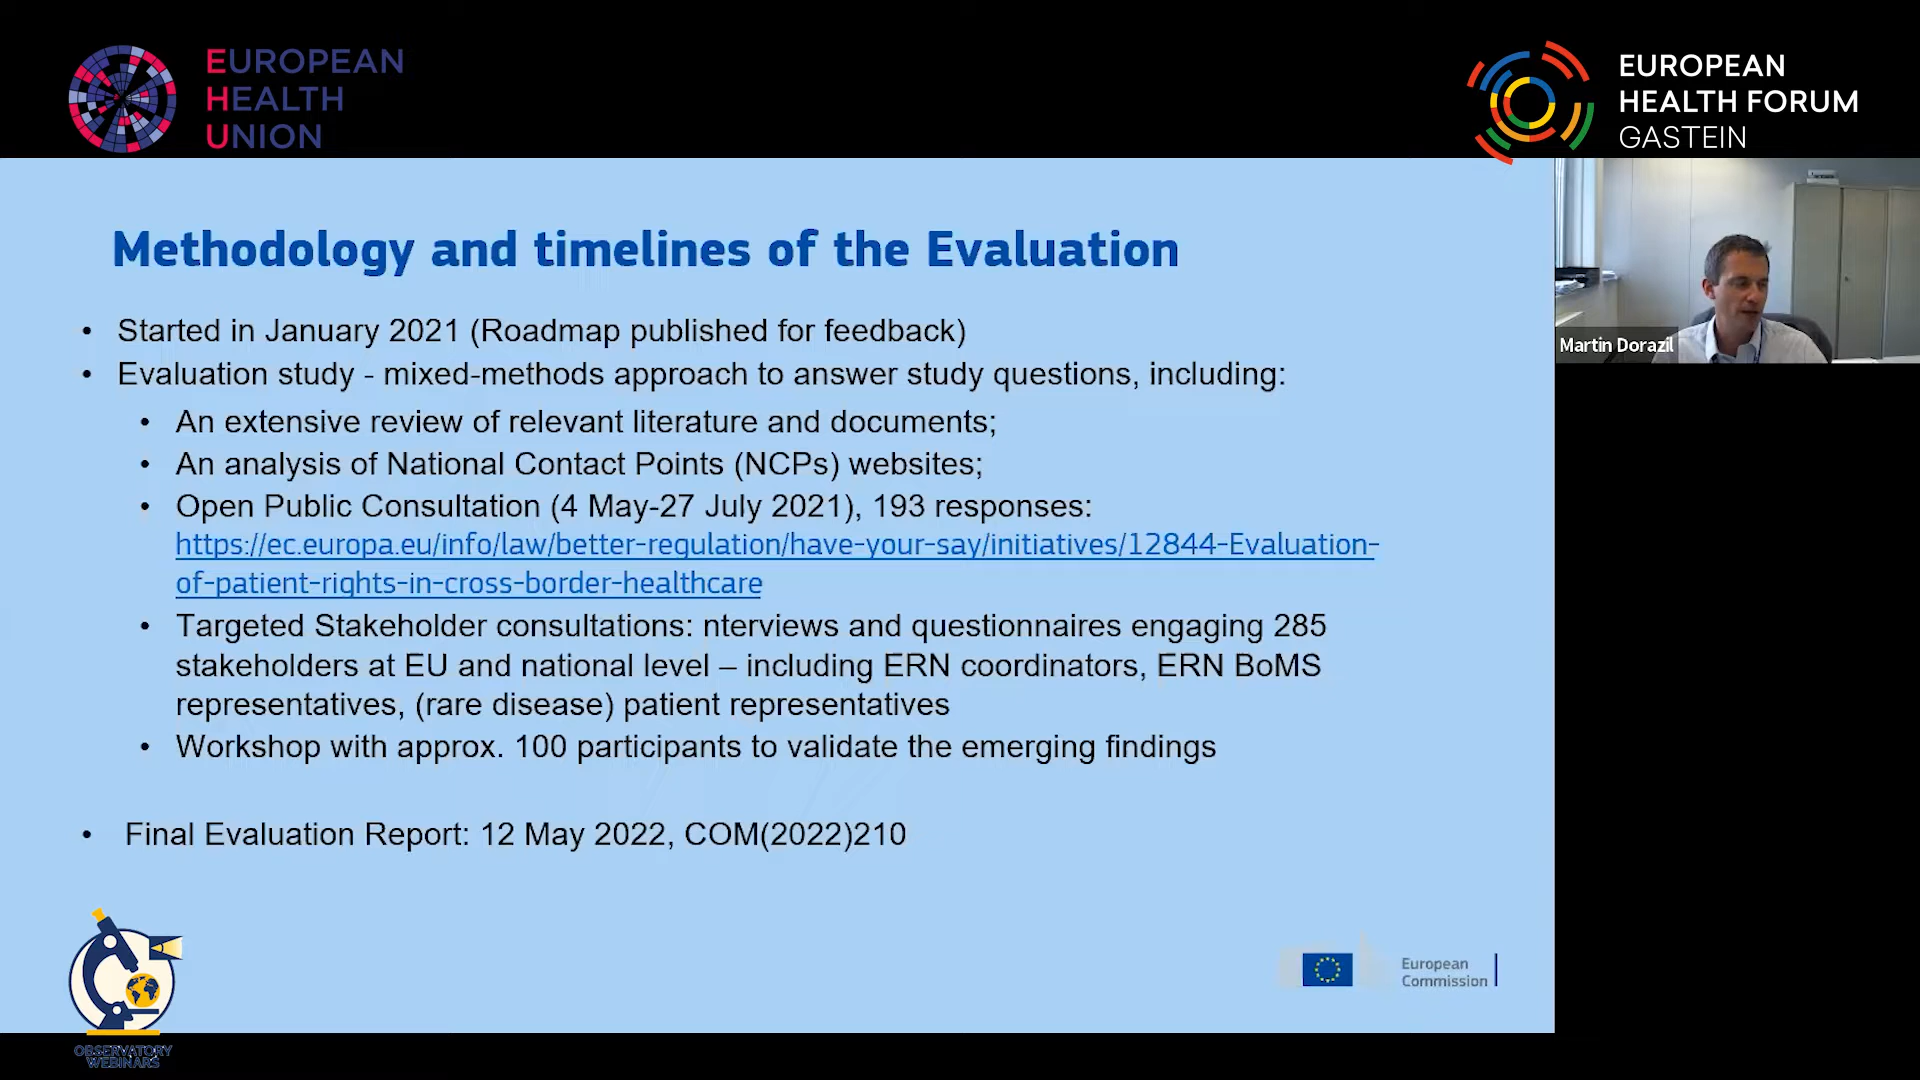 EUROPEAN
HEALTH
UNION
EUROPEAN
HEALTH FORUM
GASTEIN
Methodology and timelines of the Evaluation
• Started in January 2021 (Roadmap published for feedback)
• Evaluation study - mixed-methods approach to answer study questions, including:
• An extensive review of relevant literature and documents;
• An analysis of National Contact Points (NCPs) websites;
• Open Public Consultation (4 May-27 July 2021), 193 responses:
https://ec.europa.eu/info/law/better-regulation/have-your-say/initiatives/12844-Evaluation-
of-patient-rights-in-cross-border-healthcare
• Targeted Stakeholder consultations: nterviews and questionnaires engaging 285
stakeholders at EU and national level – including ERN coordinators, ERN BoMS
representatives, (rare disease) patient representatives
• Workshop with approx. 100 participants to validate the emerging findings
• Final Evaluation Report: 12 May 2022, COM(2022)210
Martin Dorazil
European
Commission
OBSERVATORY
WEBINARS